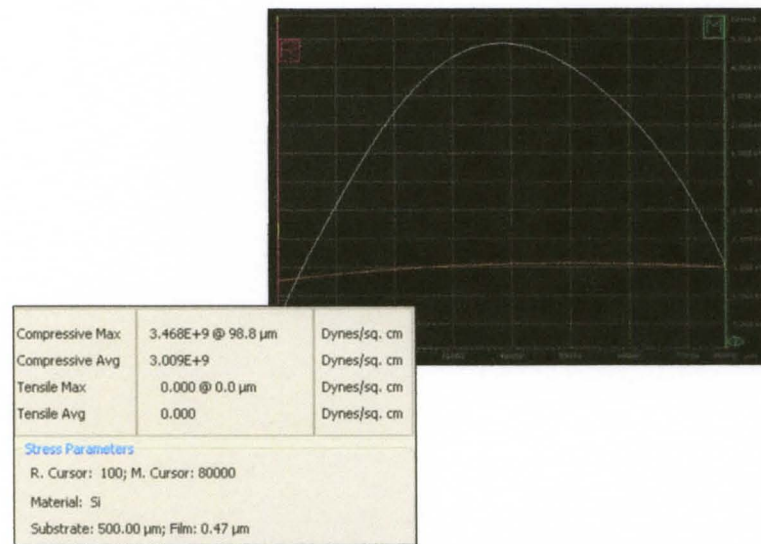 R
M
Compressive Max 3.468E+9 @ 98.8 µm Dynes/sq. cm
Compressive Avg 3.009E+9 Dynes/sq. cm
Tensile Max 0.000 @ 0.0 µm Dynes/sq. cm
Tensile Avg 0.000 Dynes/sq. cm
Stress Parameters
R. Cursor: 100; M. Cursor: 80000
Material: Si
Substrate: 500.00 µm; Film: 0.47 µm